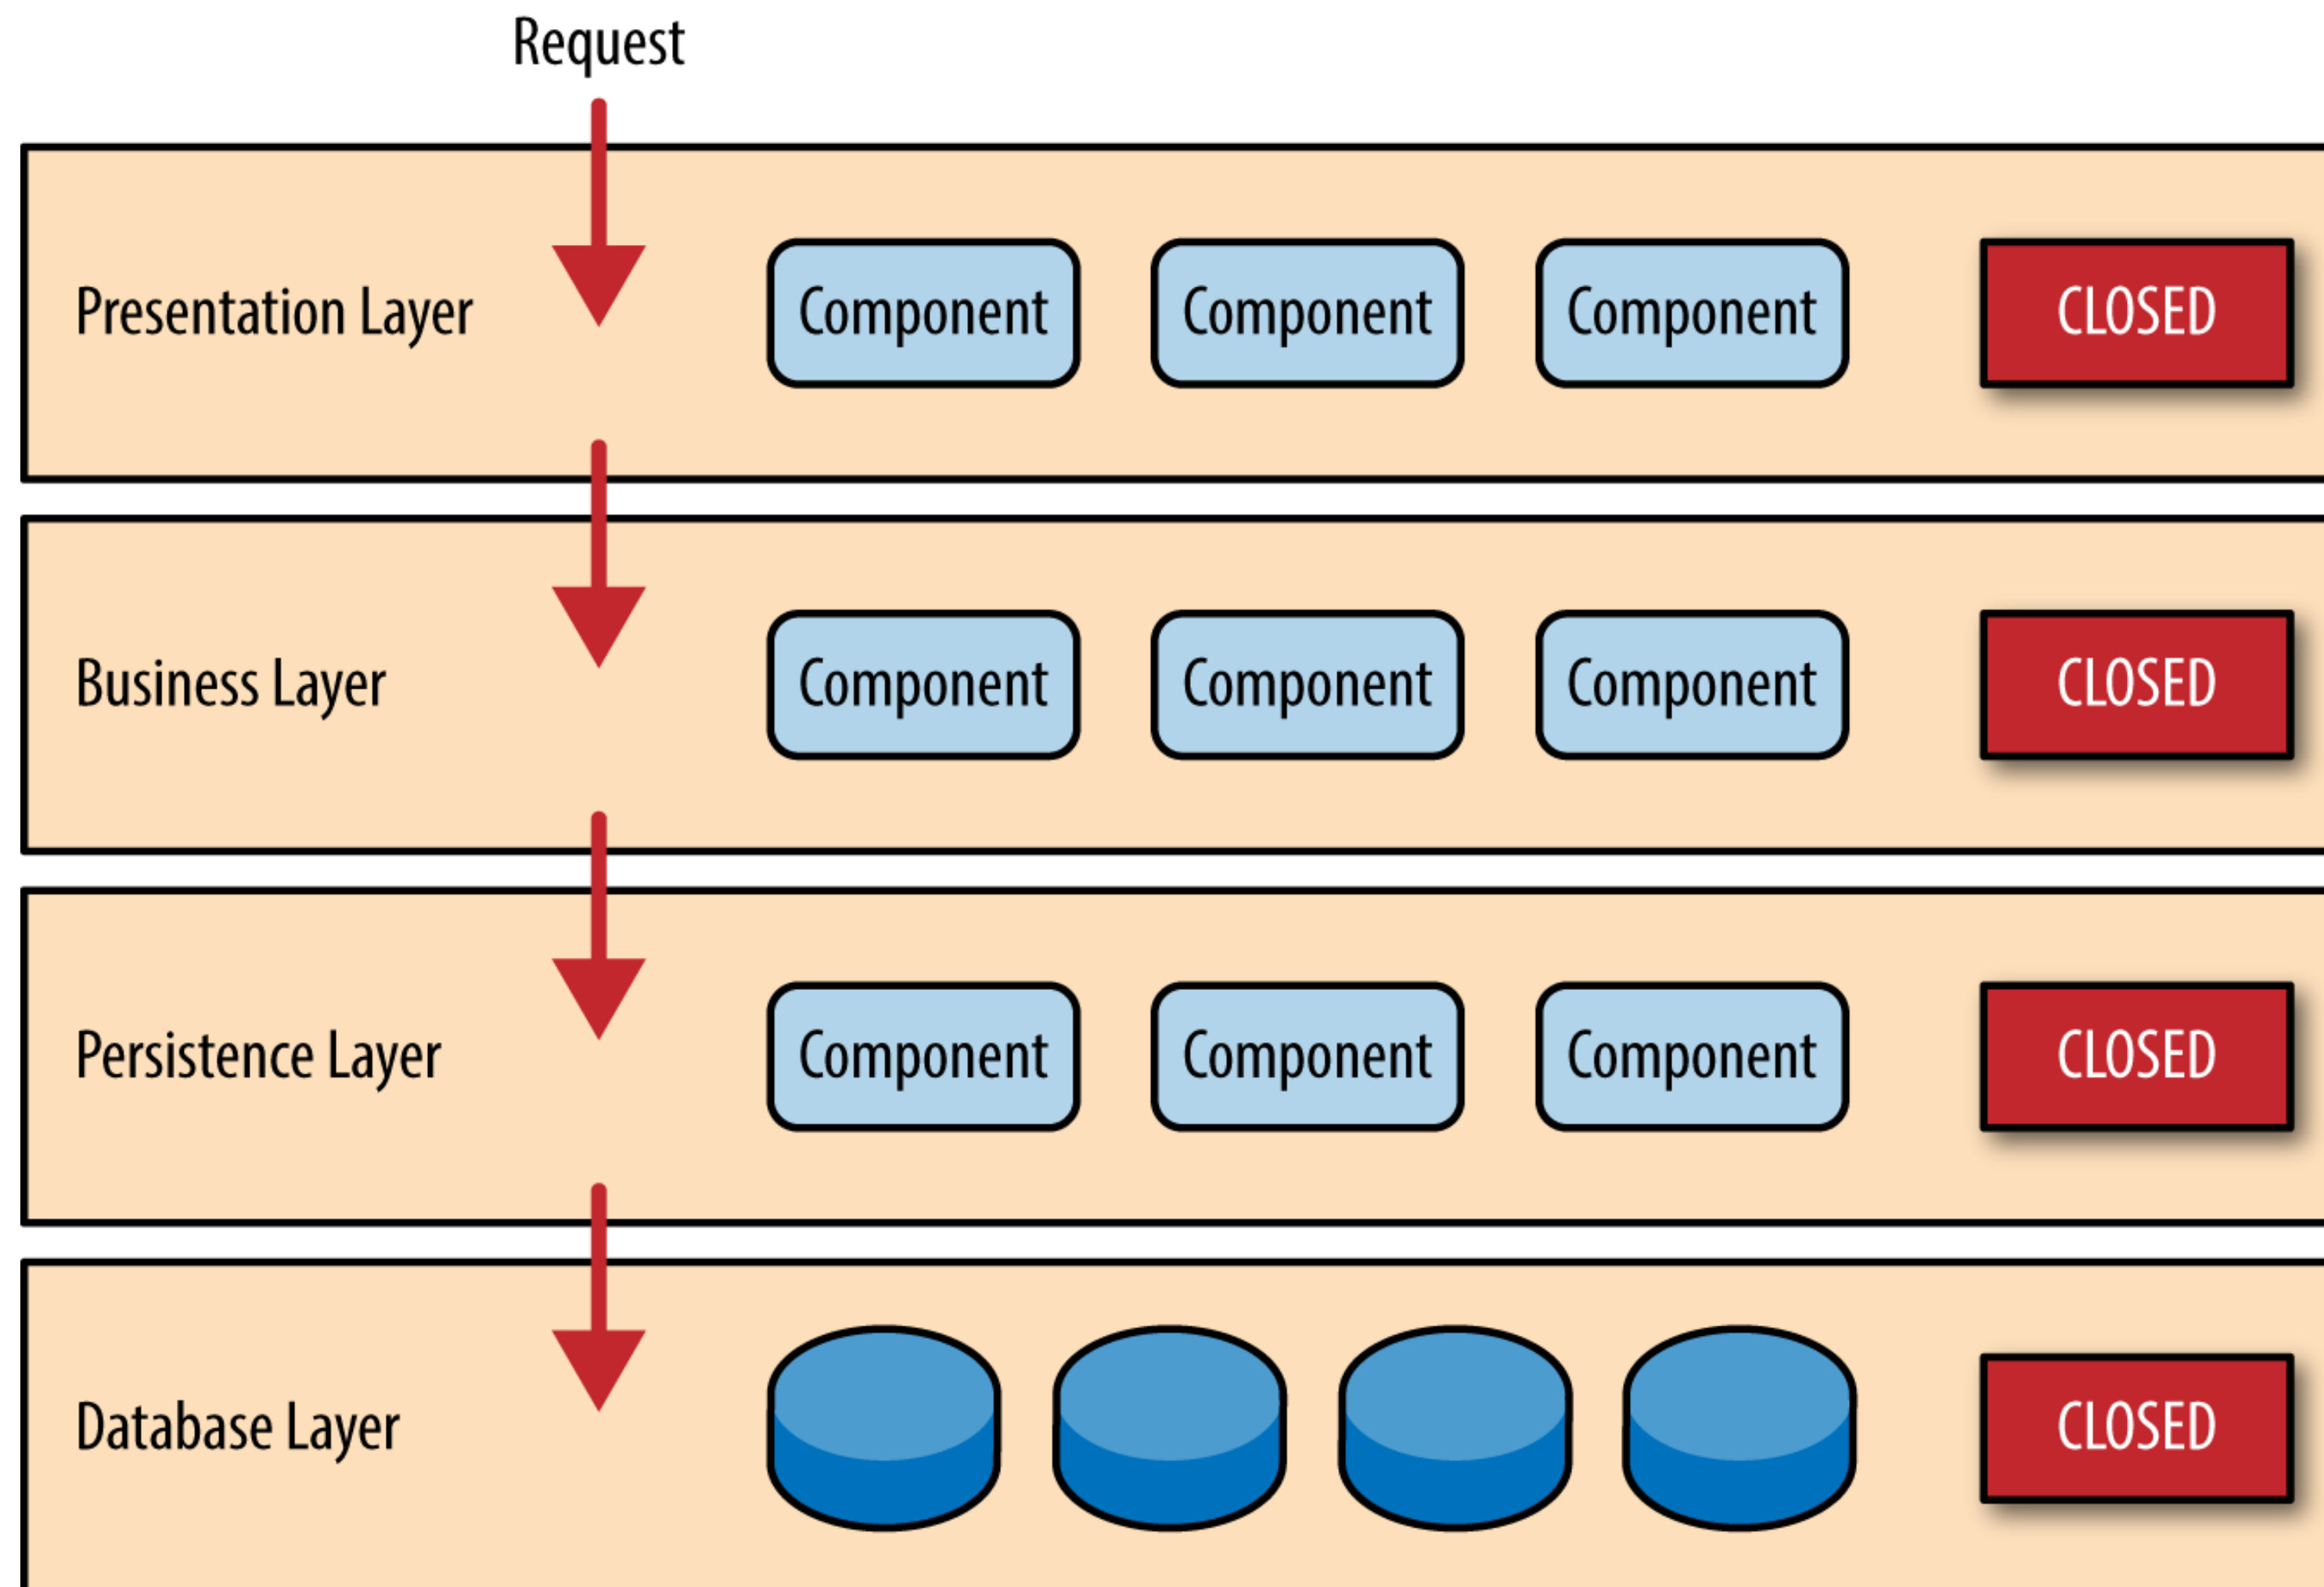 Request
Presentation Layer Component Component Component CLOSED
Business Layer Component Component Component CLOSED
Persistence Layer Component Component Component CLOSED
Database Layer CLOSED